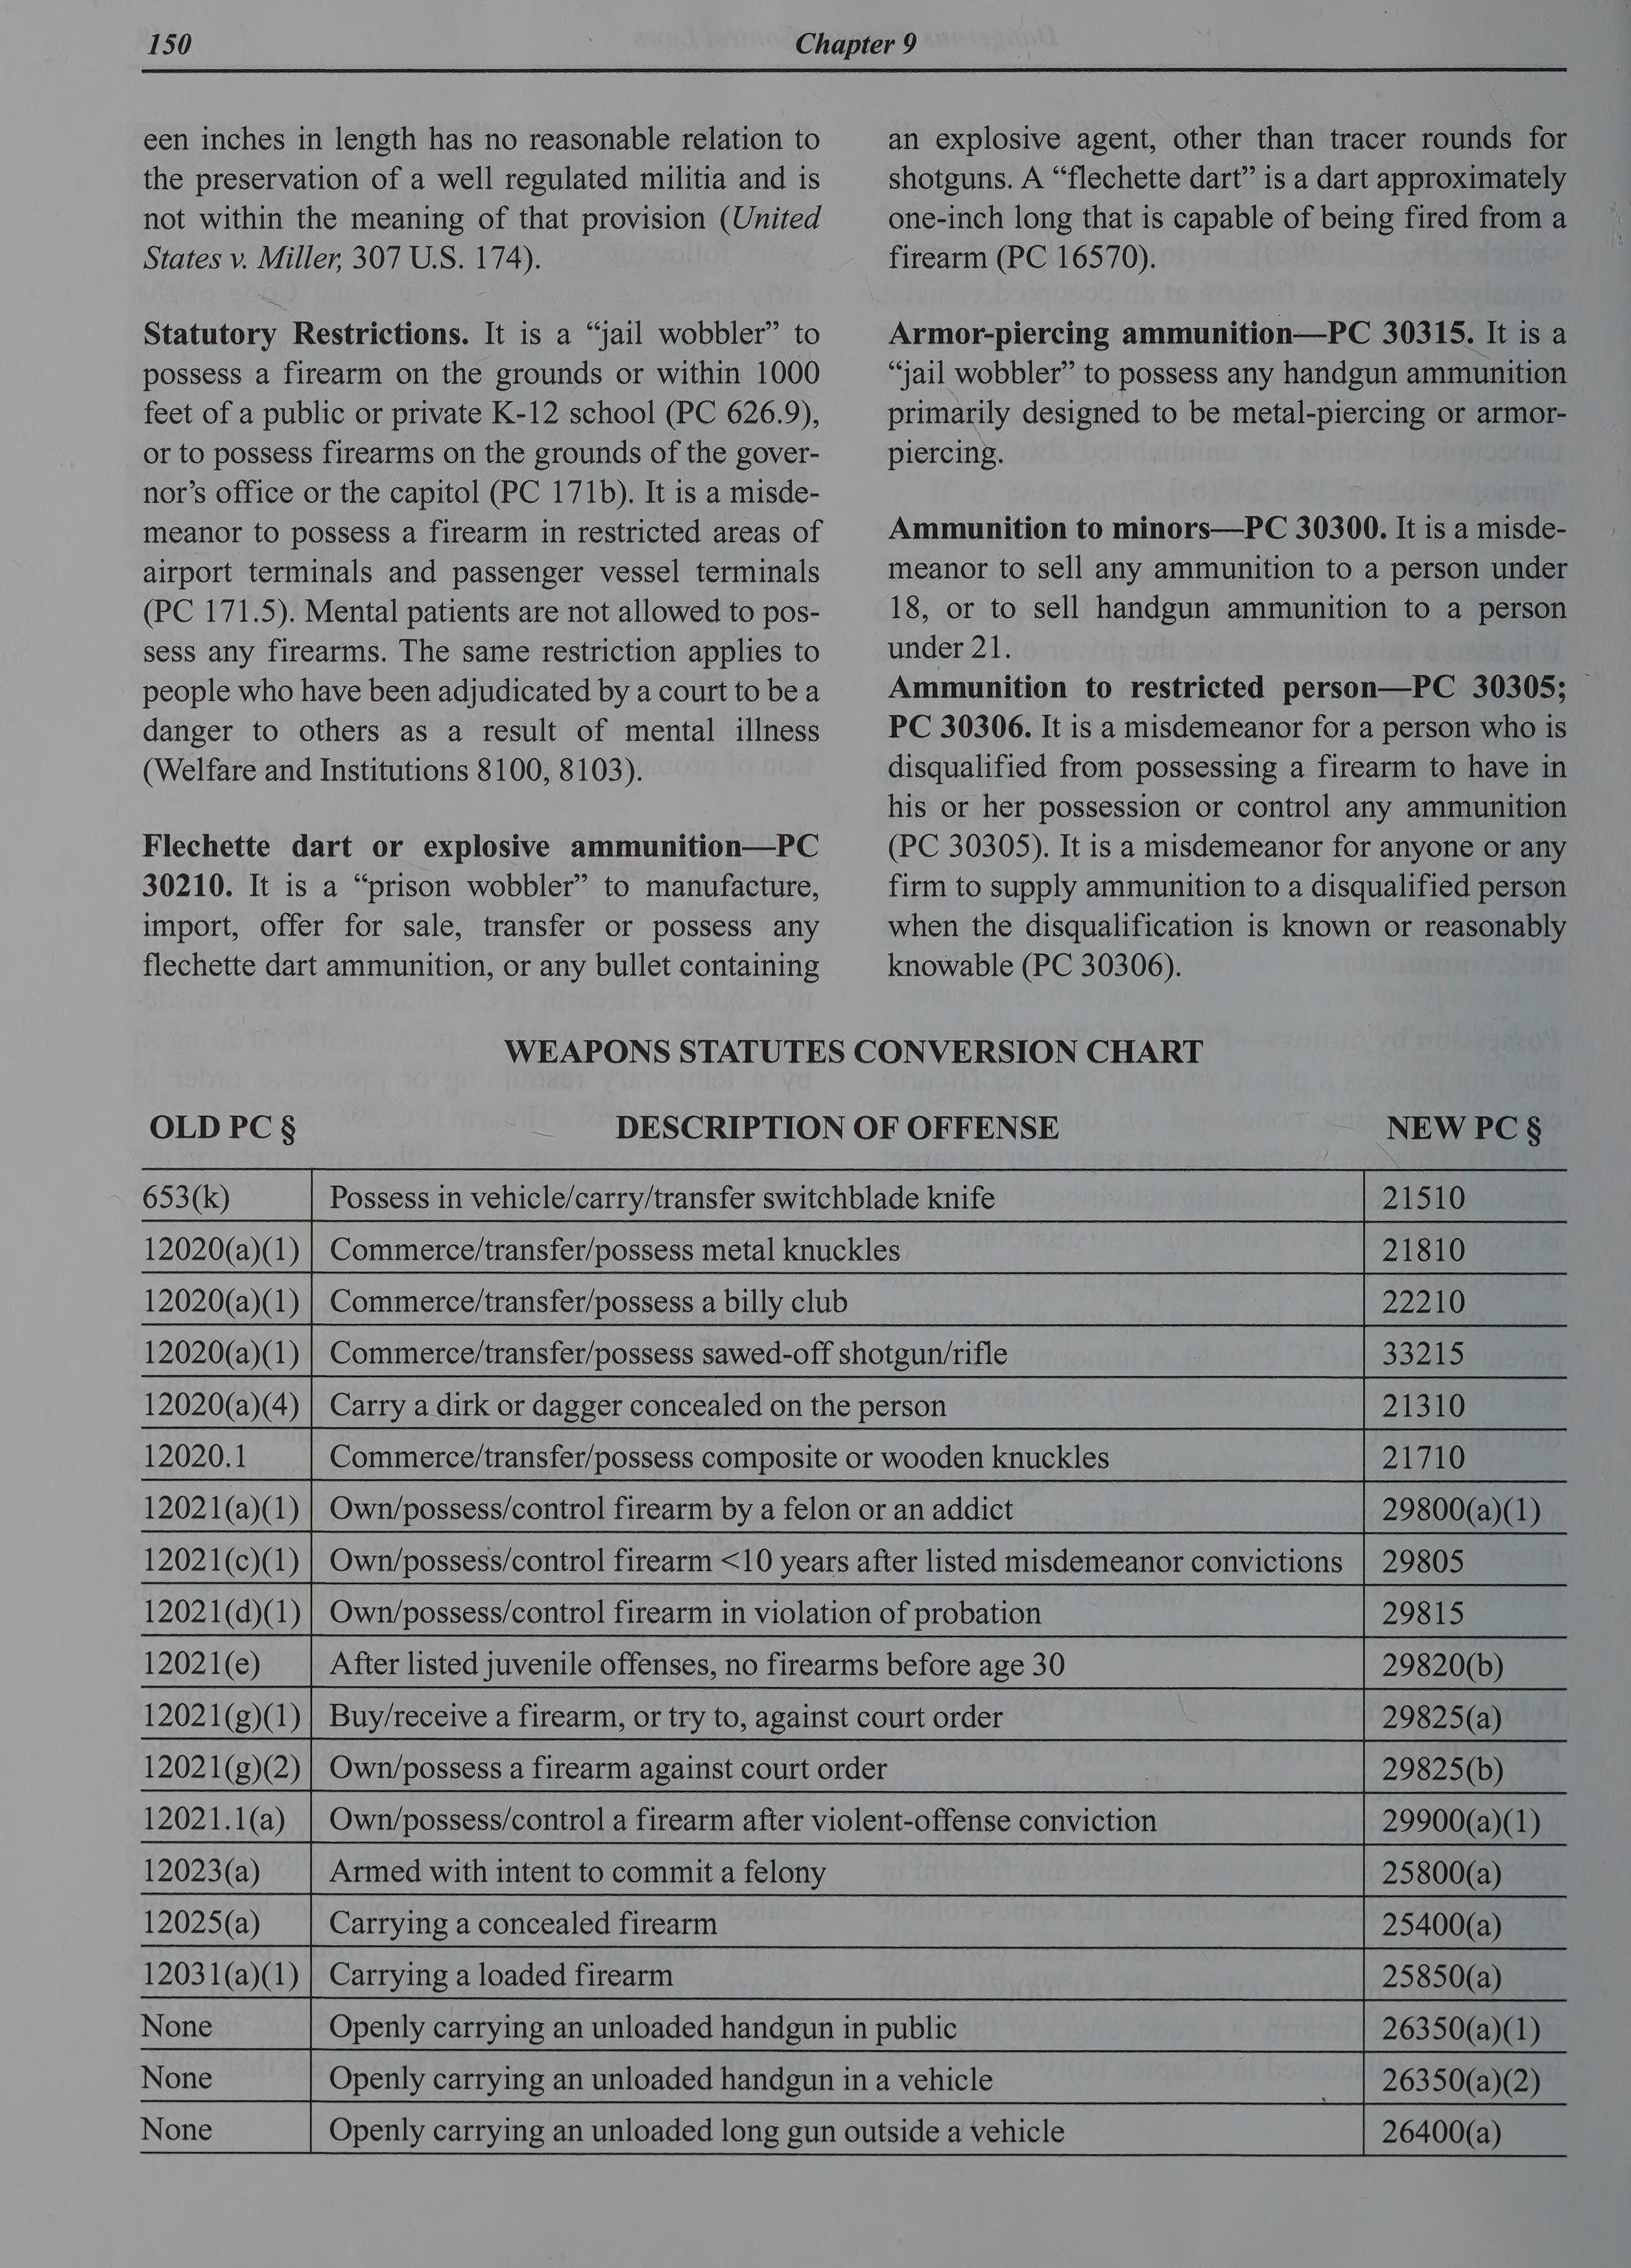 150
Chapter 9
een inches in length has no reasonable relation to
the preservation of a well regulated militia and is
not within the meaning of that provision (United
States v. Miller, 307 U.S. 174).
Statutory Restrictions. It is a “jail wobbler” to
possess a firearm on the grounds or within 1000
feet of a public or private K-12 school (PC 626.9),
or to possess firearms on the grounds of the gover-
nor’s office or the capitol (PC 171b). It is a misde-
meanor to possess a firearm in restricted areas of
airport terminals and passenger vessel terminals
(PC 171.5). Mental patients are not allowed to pos-
sess any firearms. The same restriction applies to
people who have been adjudicated by a court to be a
danger to others as a result of mental illness
(Welfare and Institutions 8100, 8103).
Flechette dart or explosive ammunition—PC
30210. It is a “prison wobbler” to manufacture,
import, offer for sale, transfer or possess any
flechette dart ammunition, or any bullet containing
an explosive agent, other than tracer rounds for
shotguns. A “flechette dart” is a dart approximately
one-inch long that is capable of being fired from a
firearm (PC 16570).
Armor-piercing ammunition—PC 30315. It is a
“jail wobbler” to possess any handgun ammunition
primarily designed to be metal-piercing or armor-
piercing.
Ammunition to minors—PC 30300. It is a misde-
meanor to sell any ammunition to a person under
18, or to sell handgun ammunition to a person
under 21.
Ammunition to restricted person—PC 30305;
PC 30306. It is a misdemeanor for a person who is
disqualified from possessing a firearm to have in
his or her possession or control any ammunition
(PC 30305). It is a misdemeanor for anyone or any
firm to supply ammunition to a disqualified person
when the disqualification is known or reasonably
knowable (PC 30306).
WEAPONS STATUTES CONVERSION CHART
OLD PC § DESCRIPTION OF OFFENSE NEW PC §
653(k) Possess in vehicle/carry/transfer switchblade knife 21510
12020(a)(1) Commerce/transfer/possess metal knuckles 21810
12020(a)(1) Commerce/transfer/possess a billy club 22210
12020(a)(1) Commerce/transfer/possess sawed-off shotgun/rifle 33215
12020(a)(4) Carry a dirk or dagger concealed on the person 21310
12020.1 Commerce/transfer/possess composite or wooden knuckles 21710
12021(a)(1) Own/possess/control firearm by a felon or an addict 29800(a)(1)
12021(c)(1) Own/possess/control firearm <10 years after listed misdemeanor convictions 29805
12021(d)(1) Own/possess/control firearm in violation of probation 29815
12021(e) After listed juvenile offenses, no firearms before age 30 29820(b)
12021(g)(1) Buy/receive a firearm, or try to, against court order 29825(a)
12021(g)(2) Own/possess a firearm against court order 29825(b)
12021.1(a) Own/possess/control a firearm after violent-offense conviction 29900(a)(1)
12023(a) Armed with intent to commit a felony 25800(a)
12025(a) Carrying a concealed firearm 25400(a)
12031(a)(1) Carrying a loaded firearm 25850(a)
None Openly carrying an unloaded handgun in public 26350(a)(1)
None Openly carrying an unloaded handgun in a vehicle 26350(a)(2)
None Openly carrying an unloaded long gun outside a vehicle 26400(a)